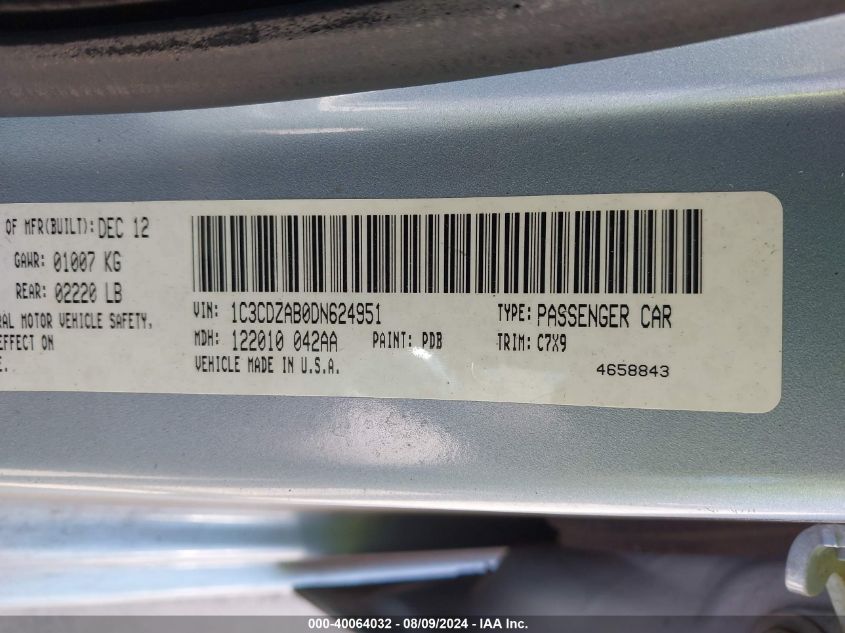 OF MFR(BUILT): DEC 12
GAWR: 01007 KG
REAR: 02220 LB
MOTOR VEHICLE SAFETY,
EFFECT ON
VIN: 1C3CDZAB0DN624951
TYPE: PASSENGER CAR
MDH: 122010 042AA
PAINT: PDB
TRIM: C7X9
VEHICLE MADE IN U.S.A.
4658843
000-40064032 - 08/09/2024 - IAA Inc.